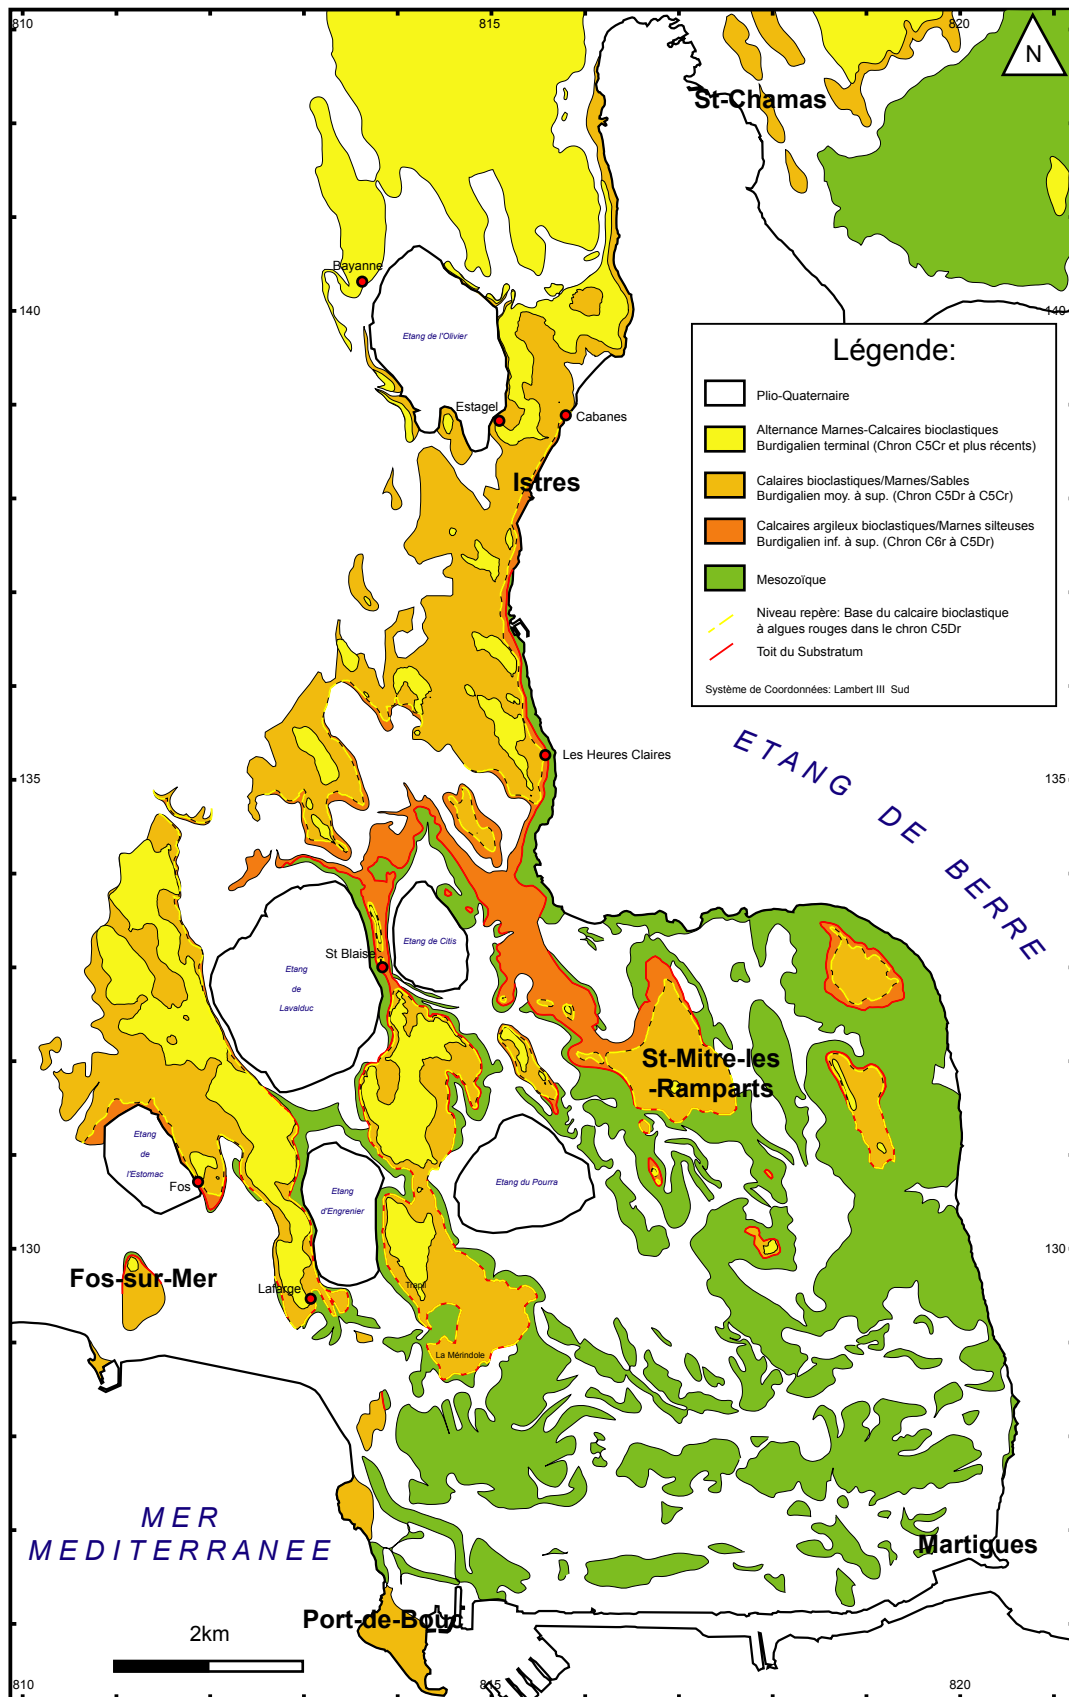 810
815
820
N
St-Chamas
Bayanne
140
140
Etang de l'Olivier
Légende:
Plio-Quaternaire
Alternance Marnes-Calcaires bioclastiques
Burdigalien terminal (Chron C5Cr et plus récents)
Calaires bioclastiques/Marnes/Sables
Burdigalien moy. à sup. (Chron C5Dr à C5Cr)
Calcaires argileux bioclastiques/Marnes silteuses
Burdigalien inf. à sup. (Chron C6r à C5Dr)
Mesozoïque
Niveau repère: Base du calcaire bioclastique
à algues rouges dans le chron C5Dr
Toit du Substratum
Système de Coordonnées: Lambert III Sud
Estagel
Cabanes
Istres
Les Heures Claires
ETANG DE BERRE
135
135
Etang de Citis
St Blaise
Etang
de
Lavalduc
St-Mitre-les
-Ramparts
Etang
de
l'Estomac
Fos
Etang
d'Engrenier
Etang du Pourra
130
130
Fos-sur-Mer
Lafarge
Trapil
La Mérindole
MER
MEDITERRANEE
Martigues
Port-de-Bouc
2km
810
815
820